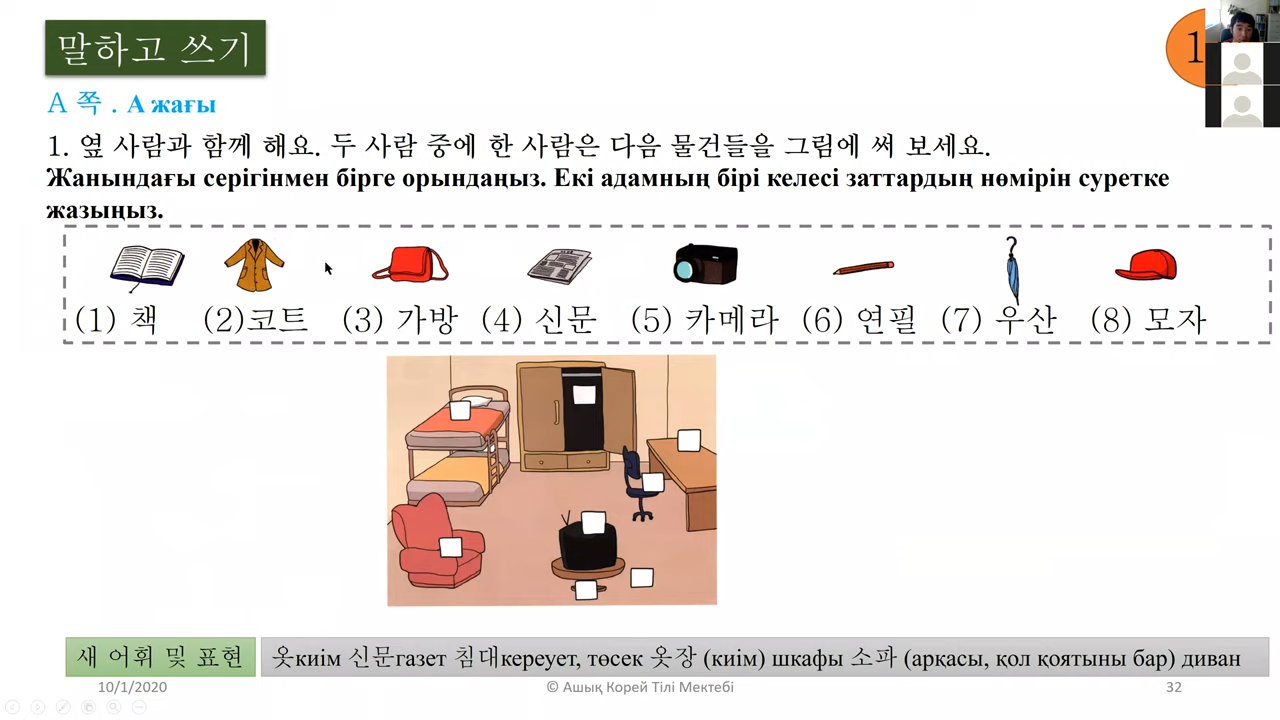 말하고 쓰기
1
A 쪽 . А жағы
1. 옆 사람과 함께 해요. 두 사람 중에 한 사람은 다음 물건들을 그림에 써 보세요.
Жанындағы серігінмен бірге орындаңыз. Екі адамның бірі келесі заттардың нөмірін суретке
жазыңыз.
(1) 책 (2)코트 (3) 가방 (4) 신문 (5) 카메라 (6) 연필 (7) 우산 (8) 모자
새 어휘 및 표현
옷киім 신문газет 침대кереует, төсек 옷장 (киім) шкафы 소파 (арқасы, қол қоятыны бар) диван
10/1/2020 © Ашық Корей Тілі Мектебі 32